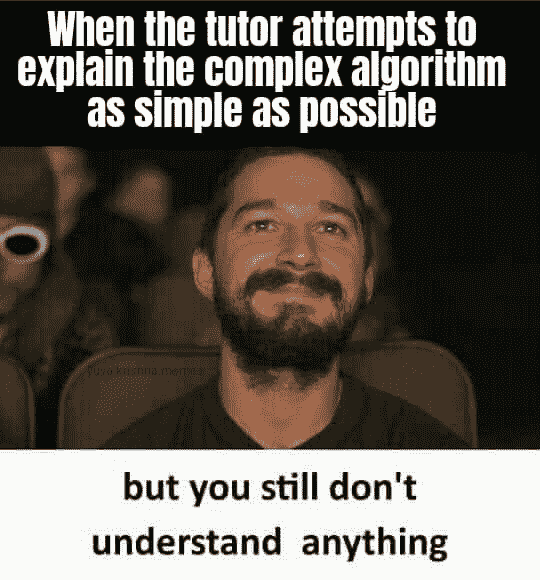 When the tutor attempts to
explain the complex algorithm
as simple as possible
but you still don't
understand anything